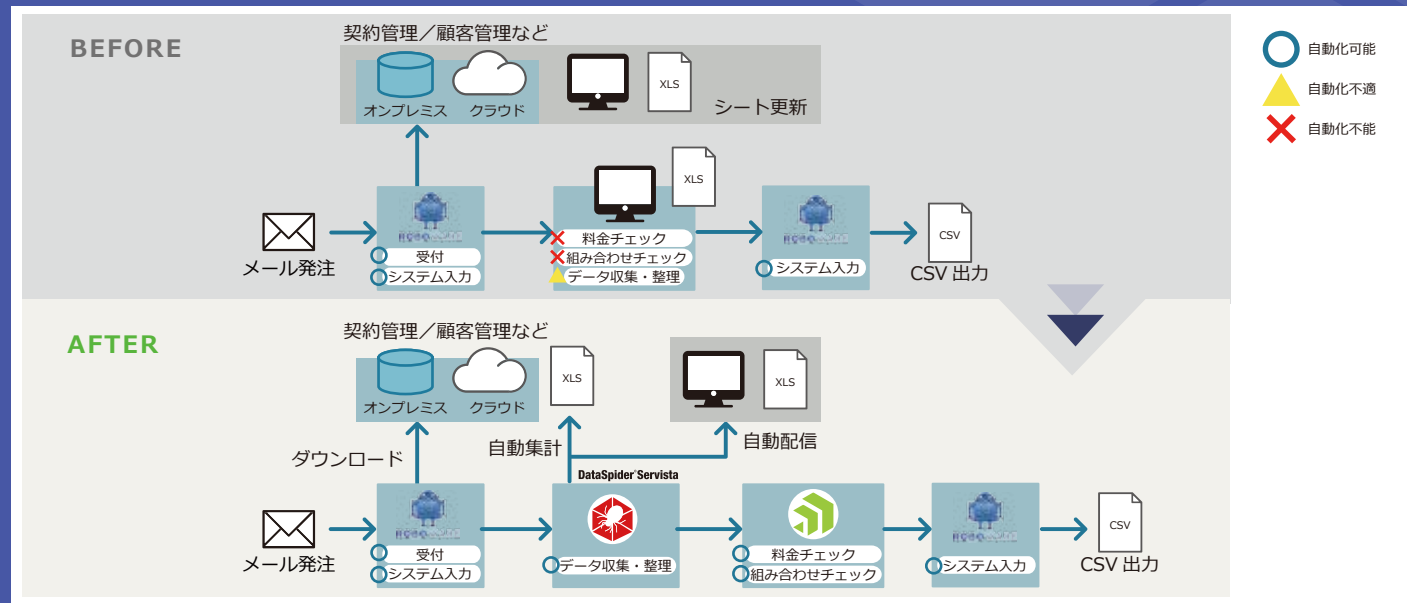 BEFORE
契約管理／顧客管理など
オンプレミス
クラウド
XLS
シート更新
自動化可能
自動化不適
自動化不能
メール発注
受付
システム入力
XLS
料金チェック
組み合わせチェック
データ収集・整理
システム入力
CSV
CSV 出力
AFTER
契約管理／顧客管理など
オンプレミス
クラウド
XLS
XLS
ダウンロード
自動集計
自動配信
DataSpider Servista
メール発注
受付
システム入力
データ収集・整理
料金チェック
組み合わせチェック
システム入力
CSV
CSV 出力